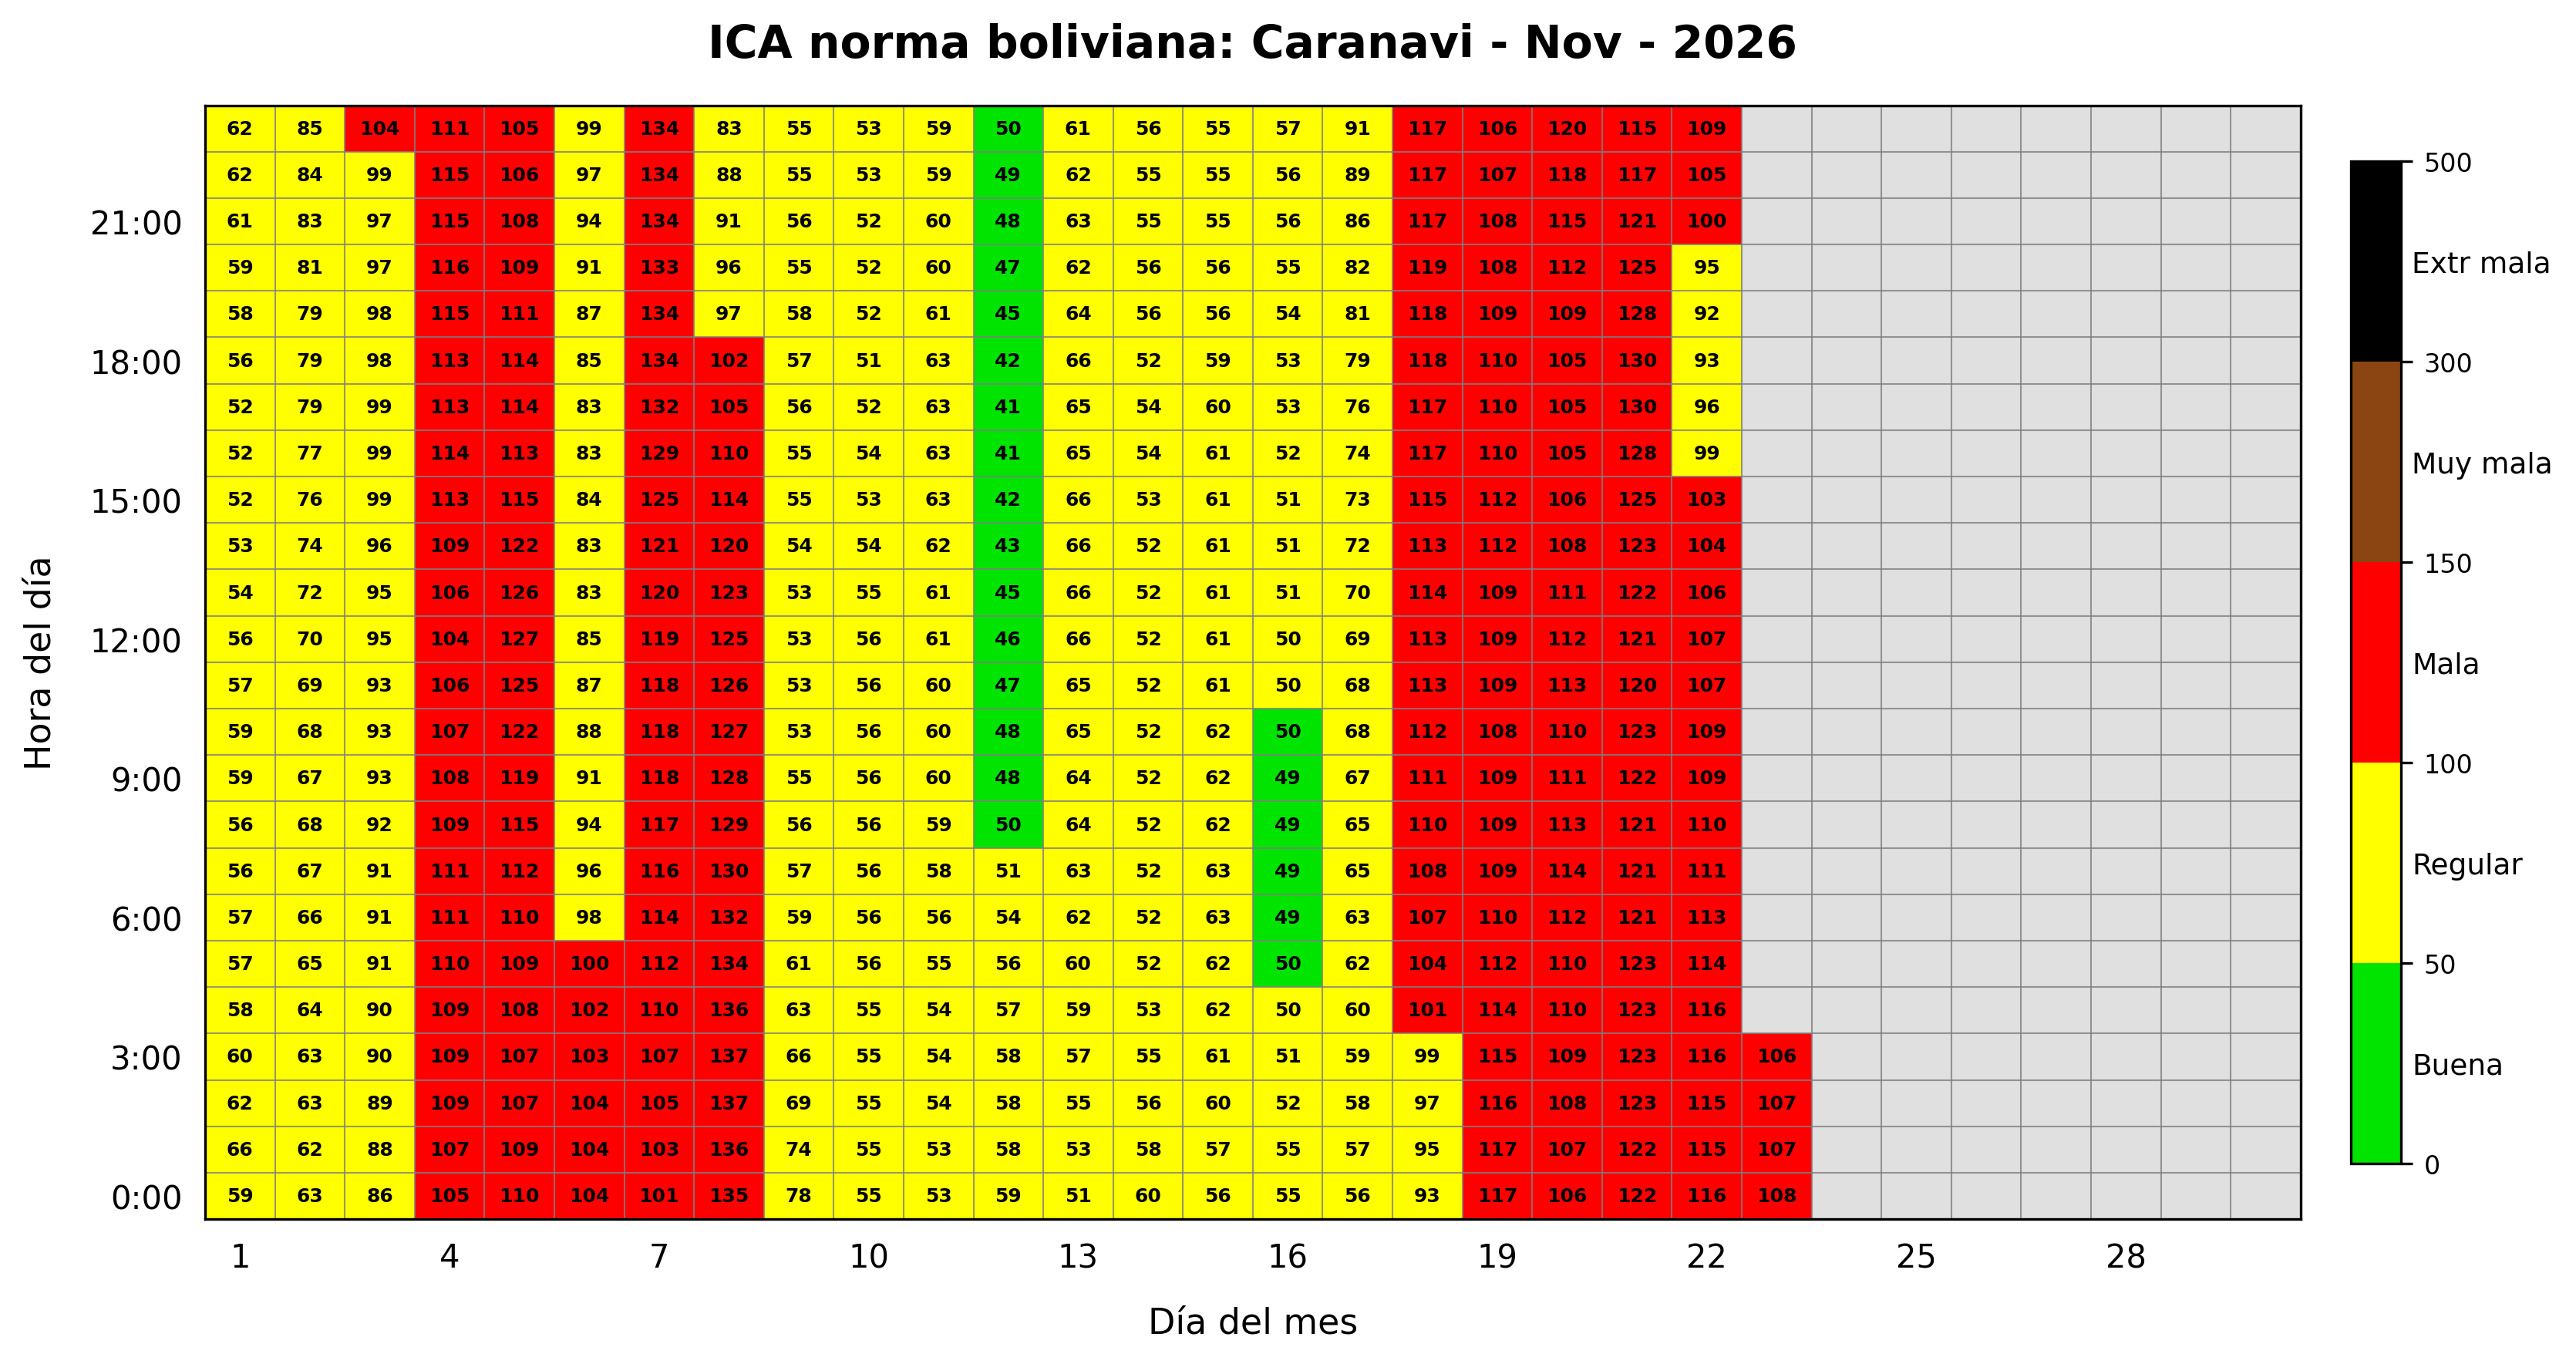 ICA norma boliviana: Caranavi - Nov - 2026
62 85 104 111 105 99 134 83 55 53 59 50 61 56 55 57 91 117 106 120 115 109
62 84 99 115 106 97 134 88 55 53 59 49 62 55 55 56 89 117 107 118 117 105
21:00 61 83 97 115 108 94 134 91 56 52 60 48 63 55 55 56 86 117 108 115 121 100
59 81 97 116 109 91 133 96 55 52 60 47 62 56 56 55 82 119 108 112 125 95
58 79 98 115 111 87 134 97 58 52 61 45 64 56 56 54 81 118 109 109 128 92
18:00 56 79 98 113 114 85 134 102 57 51 63 42 66 52 59 53 79 118 110 105 130 93
52 79 99 113 114 83 132 105 56 52 63 41 65 54 60 53 76 117 110 105 130 96
52 77 99 114 113 83 129 110 55 54 63 41 65 54 61 52 74 117 110 105 128 99
15:00 52 76 99 113 115 84 125 114 55 53 63 42 66 53 61 51 73 115 112 106 125 103
53 74 96 109 122 83 121 120 54 54 62 43 66 52 61 51 72 113 112 108 123 104
54 72 95 106 126 83 120 123 53 55 61 45 66 52 61 51 70 114 109 111 122 106
12:00 56 70 95 104 127 85 119 125 53 56 61 46 66 52 61 50 69 113 109 112 121 107
57 69 93 106 125 87 118 126 53 56 60 47 65 52 61 50 68 113 109 113 120 107
59 68 93 107 122 88 118 127 53 56 60 48 65 52 62 50 68 112 108 110 123 109
9:00 59 67 93 108 119 91 118 128 55 56 60 48 64 52 62 49 67 111 109 111 122 109
56 68 92 109 115 94 117 129 56 56 59 50 64 52 62 49 65 110 109 113 121 110
56 67 91 111 112 96 116 130 57 56 58 51 63 52 63 49 65 108 109 114 121 111
6:00 57 66 91 111 110 98 114 132 59 56 56 54 62 52 63 49 63 107 110 112 121 113
57 65 91 110 109 100 112 134 61 56 55 56 60 52 62 50 62 104 112 110 123 114
58 64 90 109 108 102 110 136 63 55 54 57 59 53 62 50 60 101 114 110 123 116
3:00 60 63 90 109 107 103 107 137 66 55 54 58 57 55 61 51 59 99 115 109 123 116 106
62 63 89 109 107 104 105 137 69 55 54 58 55 56 60 52 58 97 116 108 123 115 107
66 62 88 107 109 104 103 136 74 55 53 58 53 58 57 55 57 95 117 107 122 115 107
0:00 59 63 86 105 110 104 101 135 78 55 53 59 51 60 56 55 56 93 117 106 122 116 108
1 4 7 10 13 16 19 22 25 28
Día del mes
Hora del día
500
Extr mala
300
Muy mala
150
Mala
100
Regular
50
Buena
0